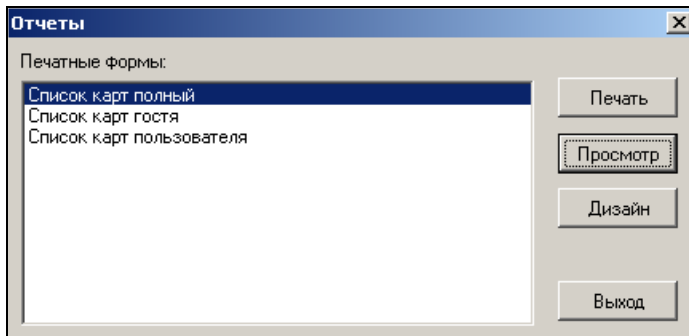 Отчеты
Печатные формы:
Список карт полный
Список карт гостя
Список карт пользователя
Печать
Просмотр
Дизайн
Выход